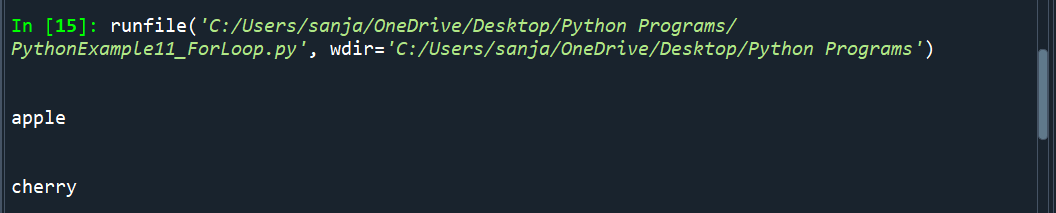 In [15]: runfile('C:/Users/sanja/OneDrive/Desktop/Python Programs/
PythonExample11_ForLoop.py', wdir='C:/Users/sanja/OneDrive/Desktop/Python Programs')
apple
cherry